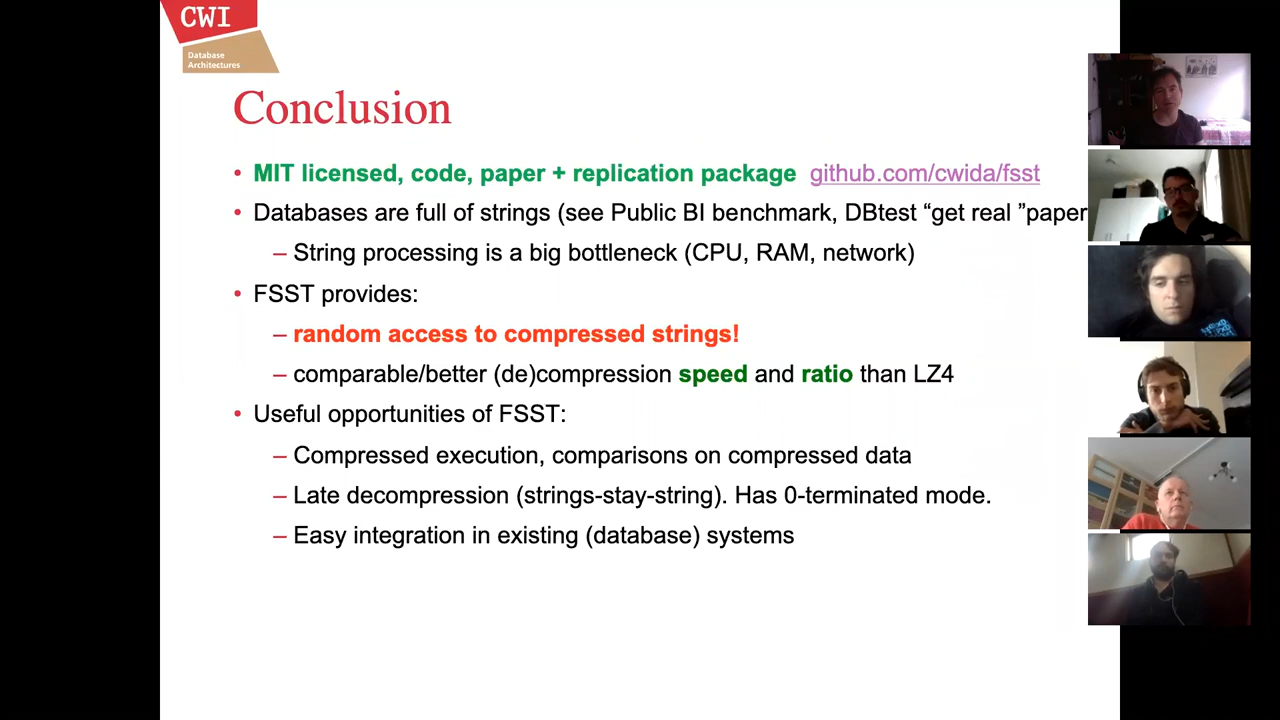 CWI
Database
Architectures
Conclusion
• MIT licensed, code, paper + replication package github.com/cwida/fsst
• Databases are full of strings (see Public BI benchmark, DBtest “get real ”paper
– String processing is a big bottleneck (CPU, RAM, network)
• FSST provides:
– random access to compressed strings!
– comparable/better (de)compression speed and ratio than LZ4
• Useful opportunities of FSST:
– Compressed execution, comparisons on compressed data
– Late decompression (strings-stay-string). Has 0-terminated mode.
– Easy integration in existing (database) systems